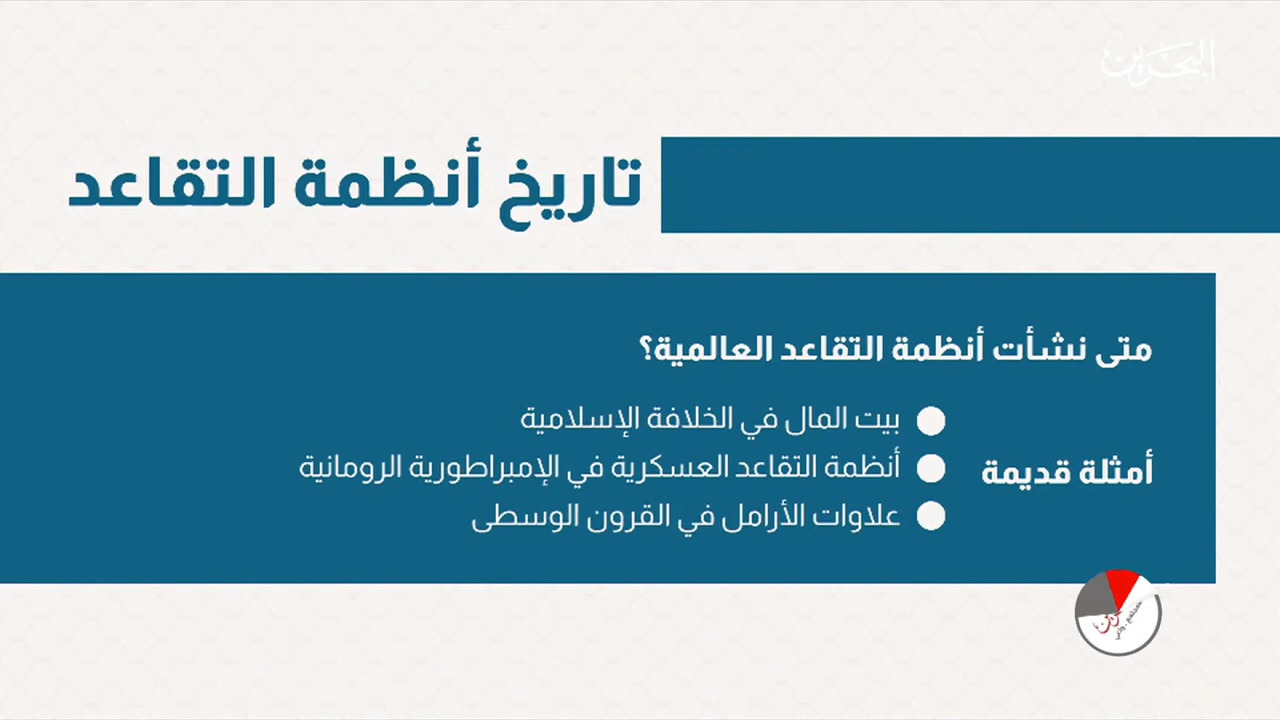 البحرين
تاريخ أنظمة التقاعد
متى نشأت أنظمة التقاعد العالمية؟
أمثلة قديمة
بيت المال في الخلافة الإسلامية
أنظمة التقاعد العسكرية في الإمبراطورية الرومانية
علاوات الأرامل في القرون الوسطى